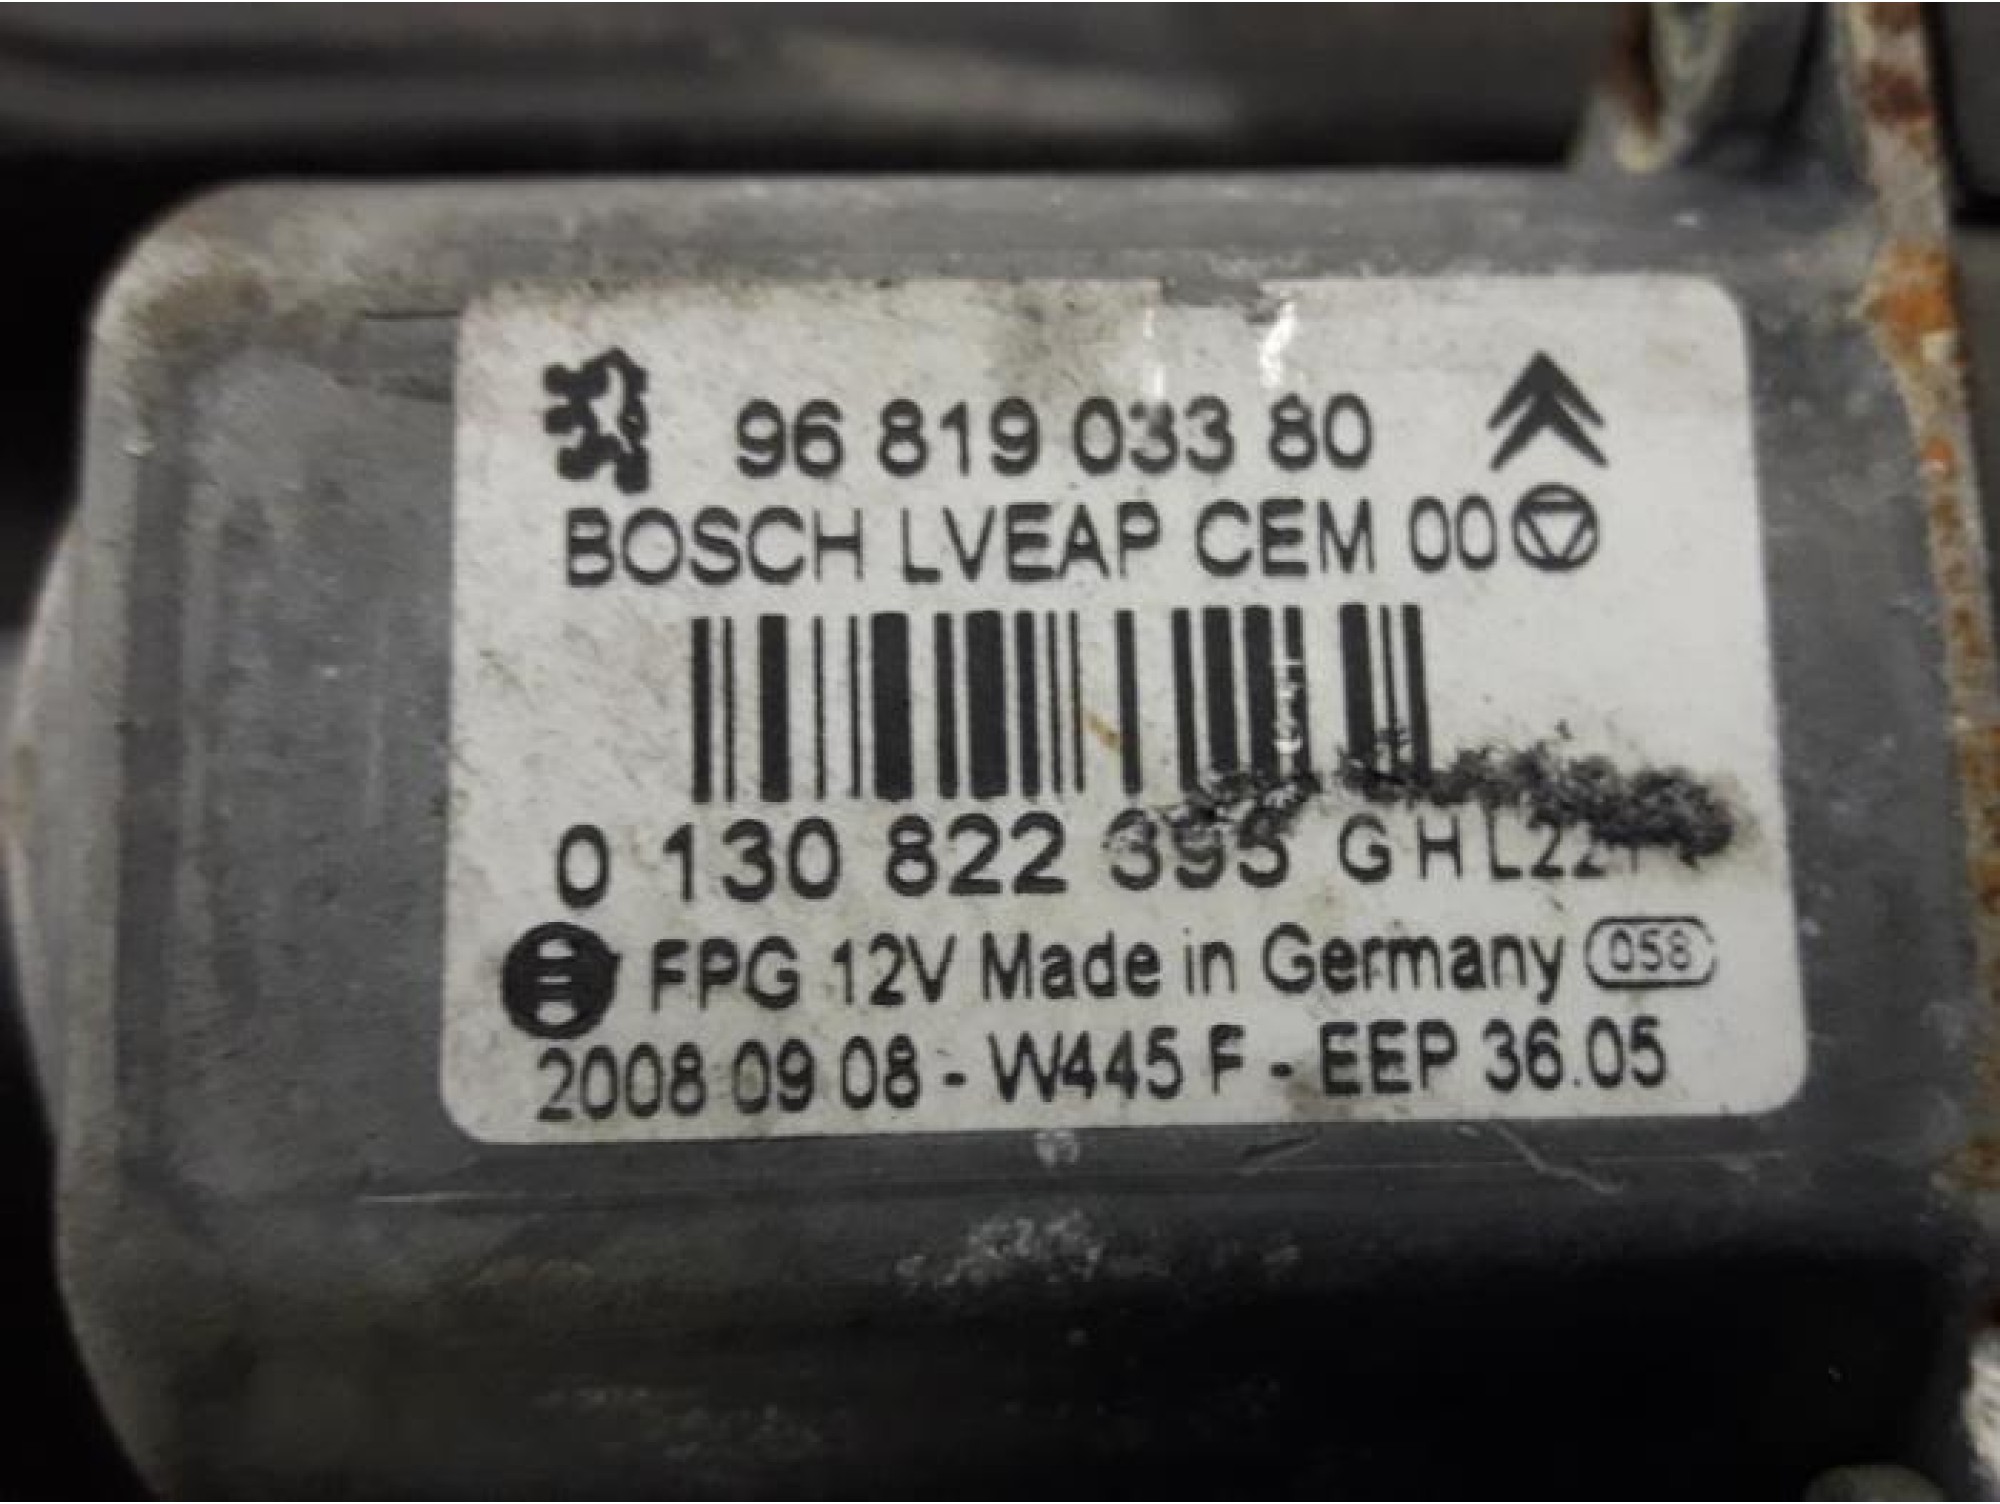 96 819 033 80
BOSCH LVEAP CEM 00
0 130 822 395 G H
FPG 12V Made in Germany 058
2008 09 08 - W445 F - EEP 36.05